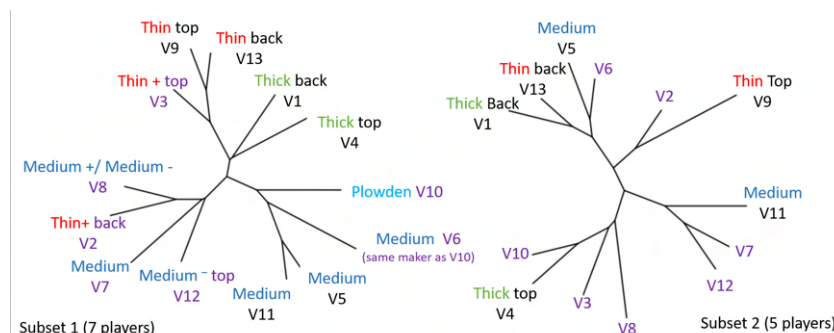 Thin top
V9
Thin back
V13
Thin + top
V3
Thick back
V1
Thick top
V4
Medium +/ Medium -
V8
Plowden V10
Thin+ back
V2
Medium V6
(same maker as V10)
Medium
V7
Medium - top
V12
Medium
V11
Medium
V5
Subset 1 (7 players)
Medium
V5
V6
Thin back
V13
Thick Back
V1
V2
Thin Top
V9
Medium
V11
V10
V7
V12
Thick top
V4
V3
V8
Subset 2 (5 players)